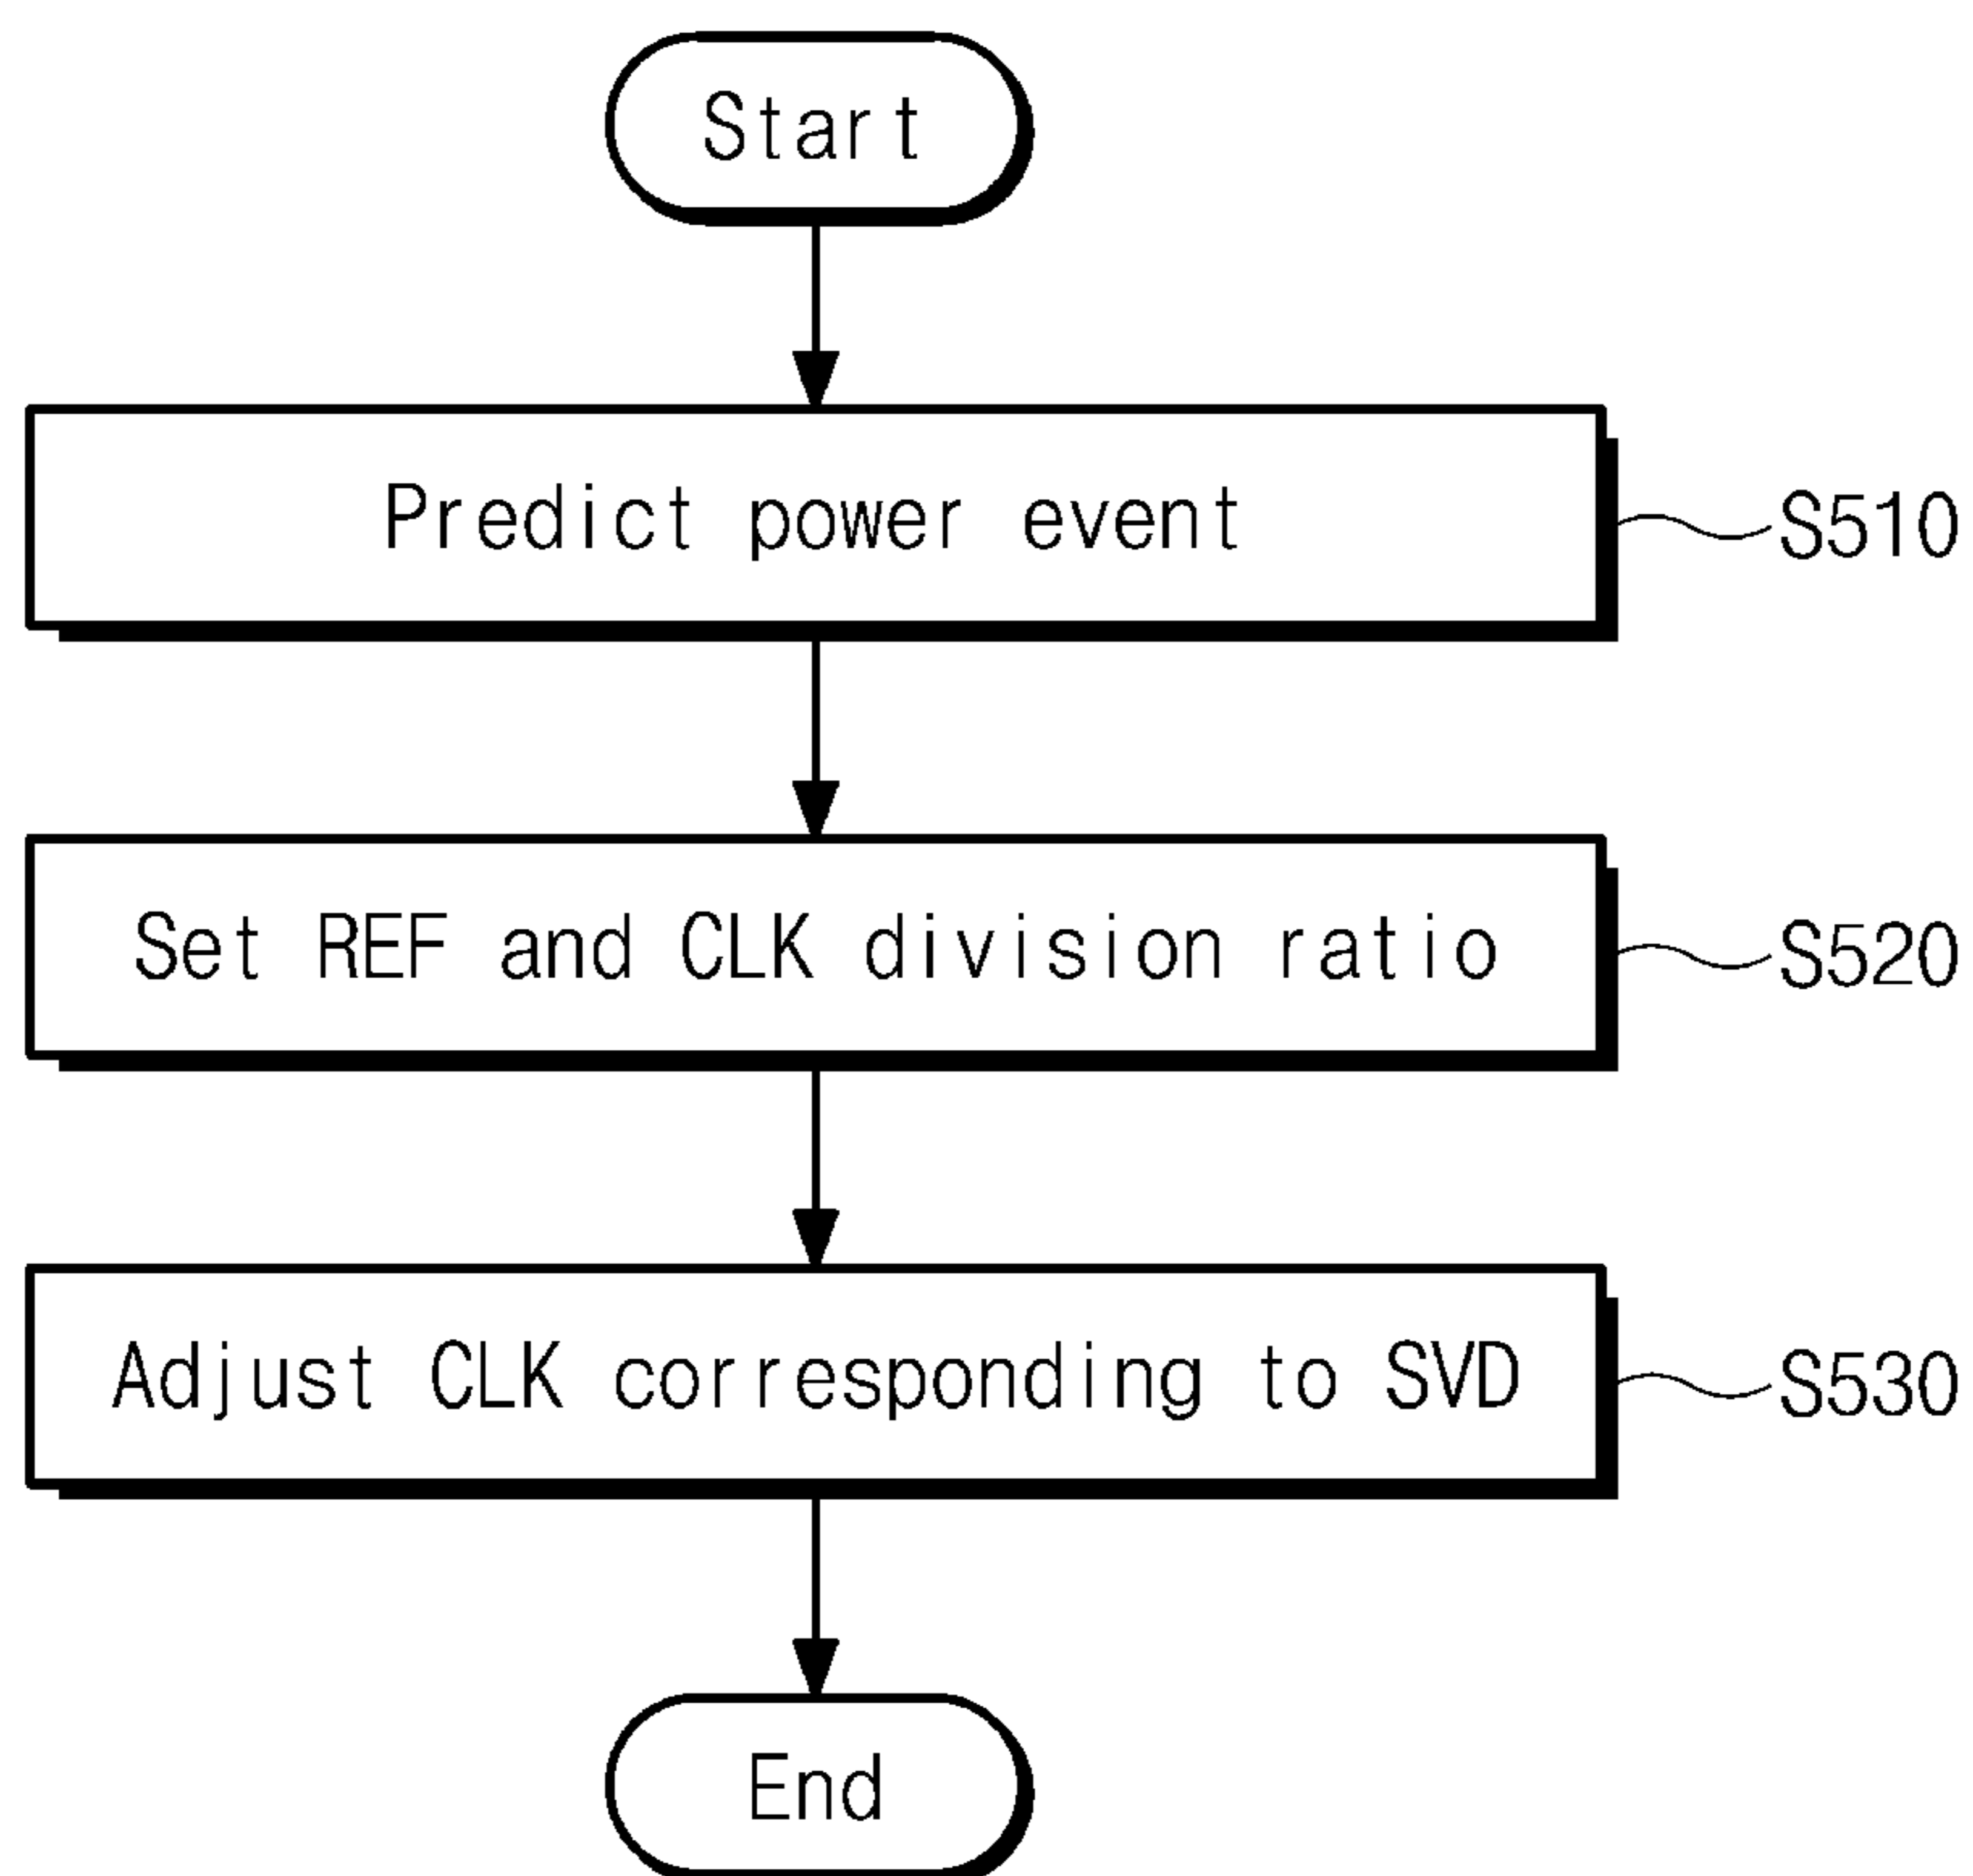 Start
Predict power event
S510
Set REF and CLK division ratio
S520
Adjust CLK corresponding to SVD
S530
End